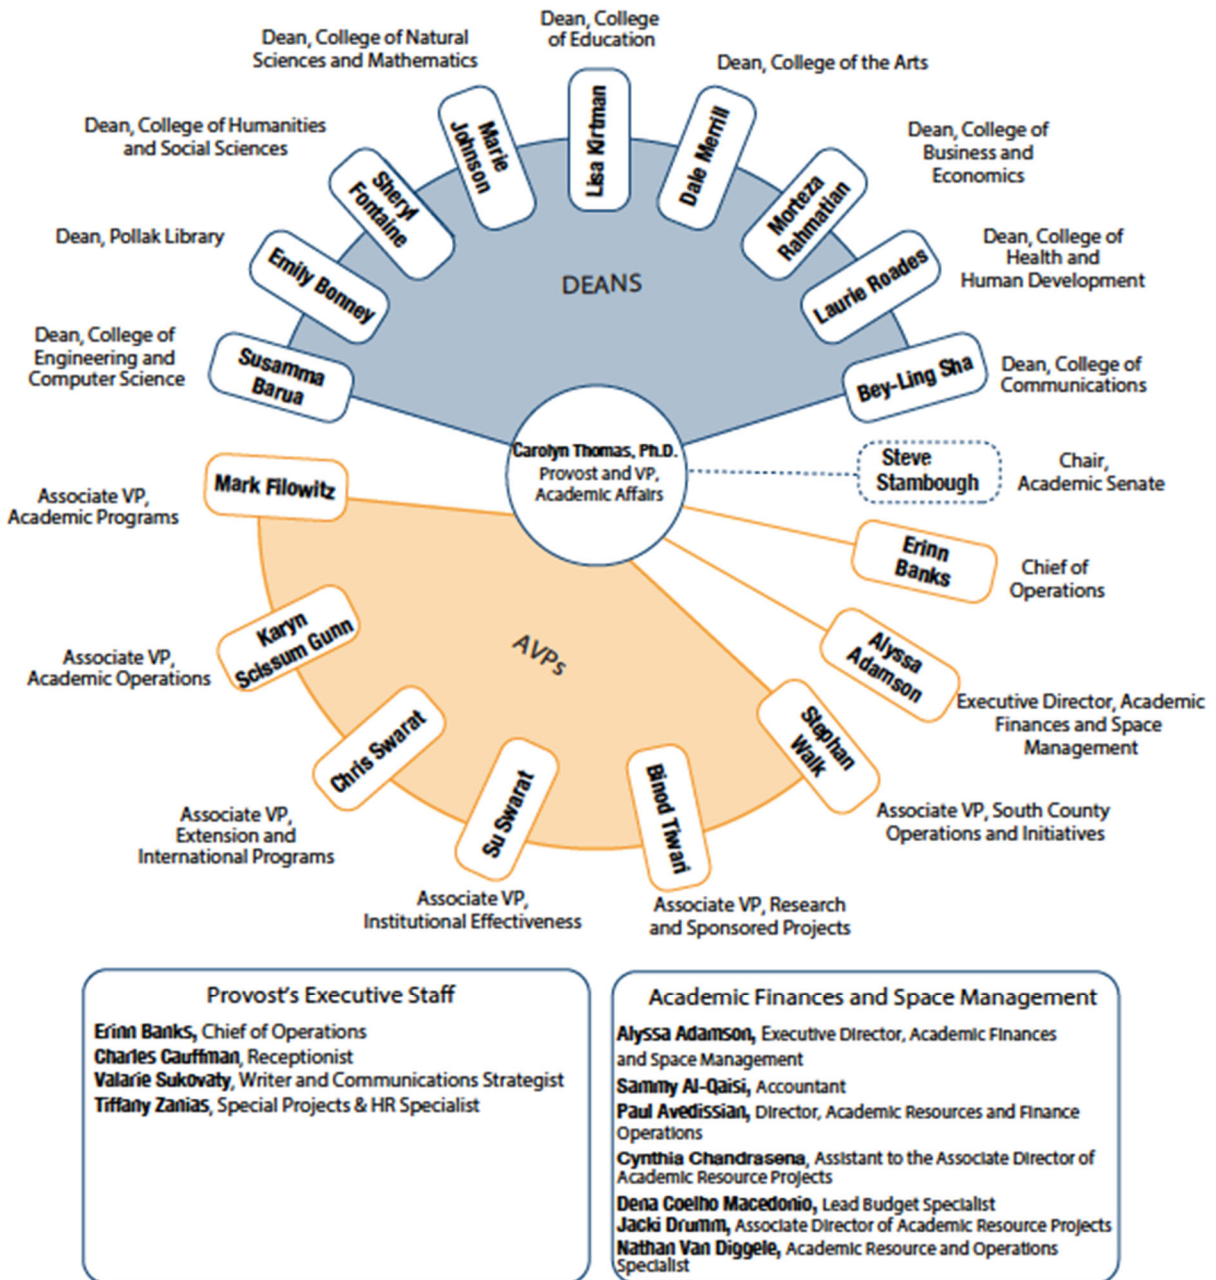 Dean, College
of Education
Dean, College of Natural
Sciences and Mathematics
Dean, College of the Arts
Dean, College of Humanities
and Social Sciences
Dean, College of
Business and
Economics
Dean, Pollak Library
Dean, College of
Health and
Human Development
Dean, College of
Engineering and
Computer Science
Dean, College of
Communications
Susamma
Barua
Emily Bonney
Sheryl
Fontaine
Marie
Johnson
Lisa Kirtman
Dale Merrill
Morteza
Rahmatian
Laurie Roades
Bey-Ling Sha
DEANS
Carolyn Thomas, Ph.D.
Provost and VP,
Academic Affairs
Steve
Stambough
Chair,
Academic Senate
Erinn
Banks
Chief of
Operations
Alyssa
Adamson
Executive Director, Academic
Finances and Space
Management
Mark Filowitz
Associate VP,
Academic Programs
Karyn
Scissum Gunn
Associate VP,
Academic Operations
AVPs
Chris Swarat
Associate VP,
Extension and
International Programs
Su Swarat
Associate VP,
Institutional Effectiveness
Binod Tiwari
Associate VP, Research
and Sponsored Projects
Stephan
Walk
Associate VP, South County
Operations and Initiatives
Provost's Executive Staff
Erinn Banks, Chief of Operations
Charles Cauffman, Receptionist
Valarie Sukovaty, Writer and Communications Strategist
Tiffany Zanias, Special Projects & HR Specialist
Academic Finances and Space Management
Alyssa Adamson, Executive Director, Academic Finances
and Space Management
Sammy Al-Qaisi, Accountant
Paul Avedissian, Director, Academic Resources and Finance
Operations
Cynthia Chandrasena, Assistant to the Associate Director of
Academic Resource Projects
Dena Coelho Macedonio, Lead Budget Specialist
Jacki Drumm, Associate Director of Academic Resource Projects
Nathan Van Diggele, Academic Resource and Operations
Specialist